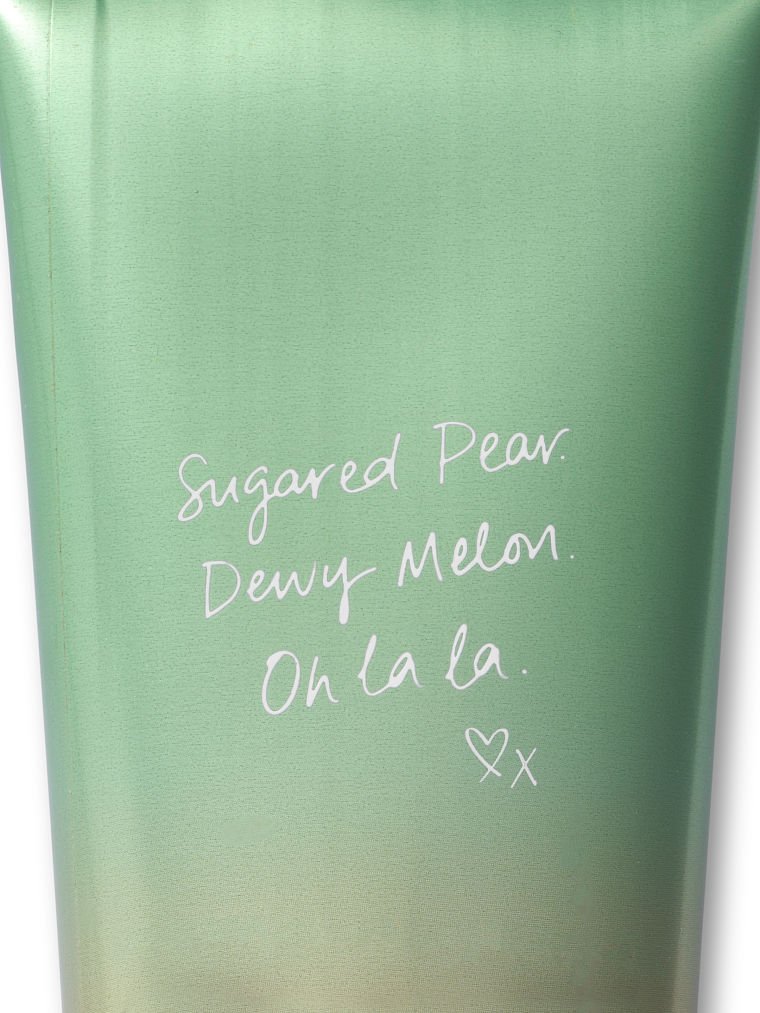 Sugared Pear.
Dewy Melon.
Oh la la.
♡x